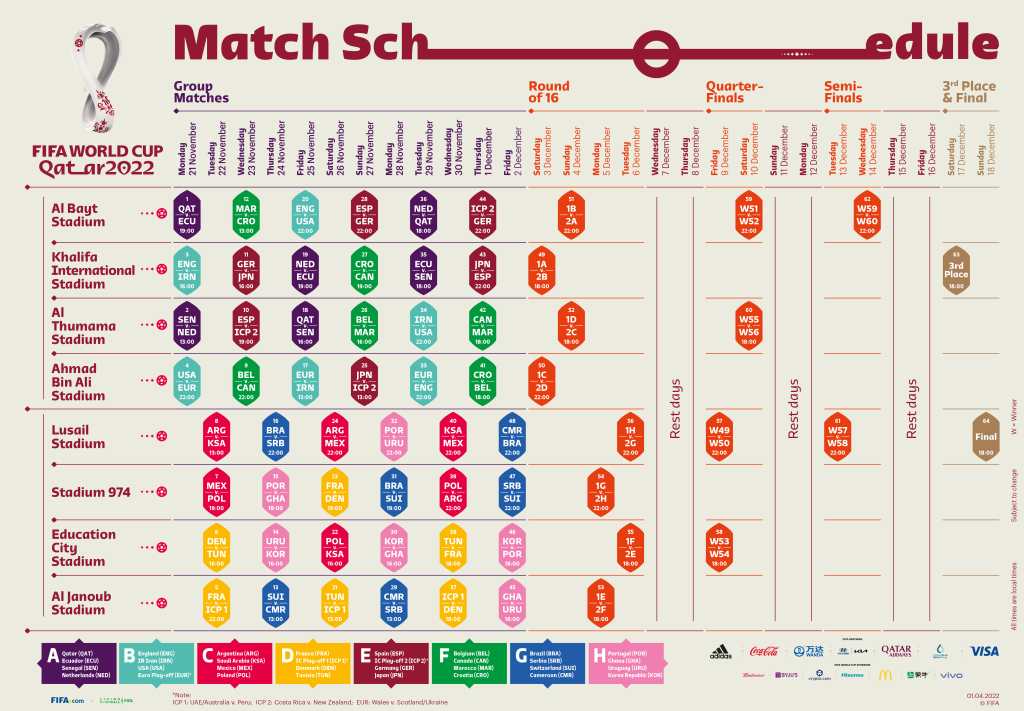 Match Schedule
FIFA WORLD CUP
Qatar2022
Group
Matches
Round
of 16
Quarter-
Finals
Semi-
Finals
3rd Place
& Final
Monday
21 November
Tuesday
22 November
Wednesday
23 November
Thursday
24 November
Friday
25 November
Saturday
26 November
Sunday
27 November
Monday
28 November
Tuesday
29 November
Wednesday
30 November
Thursday
1 December
Friday
2 December
Saturday
3 December
Sunday
4 December
Monday
5 December
Tuesday
6 December
Wednesday
7 December
Thursday
8 December
Friday
9 December
Saturday
10 December
Sunday
11 December
Monday
12 December
Tuesday
13 December
Wednesday
14 December
Thursday
15 December
Friday
16 December
Saturday
17 December
Sunday
18 December
Al Bayt
Stadium
1 QAT v. ECU 19:00
12 MAR v. CRO 13:00
20 ENG v. USA 22:00
28 ESP v. GER 22:00
36 NED v. QAT 18:00
44 ICP 2 v. GER 22:00
51 1B v. 2A 22:00
59 W51 v. W52 22:00
62 W59 v. W60 22:00
Khalifa
International
Stadium
3 ENG v. IRN 16:00
11 GER v. JPN 16:00
19 NED v. ECU 19:00
27 CRO v. CAN 19:00
35 ECU v. SEN 18:00
43 JPN v. ESP 22:00
49 1A v. 2B 18:00
63 3rd Place 18:00
Al
Thumama
Stadium
2 SEN v. NED 13:00
10 ESP v. ICP 2 19:00
18 QAT v. SEN 16:00
26 BEL v. MAR 16:00
34 IRN v. USA 22:00
42 CAN v. MAR 18:00
52 1D v. 2C 18:00
60 W55 v. W56 18:00
Ahmad
Bin Ali
Stadium
4 USA v. EUR 22:00
9 BEL v. CAN 22:00
17 EUR v. IRN 13:00
25 JPN v. ICP 2 13:00
33 EUR v. ENG 22:00
41 CRO v. BEL 18:00
50 1C v. 2D 22:00
Lusail
Stadium
8 ARG v. KSA 13:00
16 BRA v. SRB 22:00
24 ARG v. MEX 22:00
32 POR v. URU 22:00
40 KSA v. MEX 22:00
48 CMR v. BRA 22:00
56 1H v. 2G 22:00
57 W49 v. W50 22:00
61 W57 v. W58 22:00
64 Final 18:00
Stadium 974
7 MEX v. POL 19:00
15 POR v. GHA 19:00
23 FRA v. DEN 19:00
31 BRA v. SUI 19:00
39 POL v. ARG 22:00
47 SRB v. SUI 22:00
54 1G v. 2H 22:00
Education
City
Stadium
6 DEN v. TUN 16:00
14 URU v. KOR 16:00
22 POL v. KSA 16:00
30 KOR v. GHA 16:00
38 TUN v. FRA 18:00
46 KOR v. POR 18:00
55 1F v. 2E 18:00
58 W53 v. W54 18:00
Al Janoub
Stadium
5 FRA v. ICP 1 22:00
13 SUI v. CMR 13:00
21 TUN v. ICP 1 13:00
29 CMR v. SRB 13:00
37 ICP 1 v. DEN 18:00
45 GHA v. URU 18:00
53 1E v. 2F 18:00
Rest days
Rest days
Rest days
W = Winner
Subject to change
All times are local times
A
Qatar (QAT)
Ecuador (ECU)
Senegal (SEN)
Netherlands (NED)
B
England (ENG)
IR Iran (IRN)
USA (USA)
Euro Play-off (EUR)*
C
Argentina (ARG)
Saudi Arabia (KSA)
Mexico (MEX)
Poland (POL)
D
France (FRA)
IC Play-off 1 (ICP 1)*
Denmark (DEN)
Tunisia (TUN)
E
Spain (ESP)
IC Play-off 2 (ICP 2)*
Germany (GER)
Japan (JPN)
F
Belgium (BEL)
Canada (CAN)
Morocco (MAR)
Croatia (CRO)
G
Brazil (BRA)
Serbia (SRB)
Switzerland (SUI)
Cameroon (CMR)
H
Portugal (POR)
Ghana (GHA)
Uruguay (URU)
Korea Republic (KOR)
adidas
Coca-Cola
万达
WANDA
QATAR
AIRWAYS
VISA
Budweiser
BYJU'S
crypto.com
Hisense
蒙牛
vivo
FIFA.com
*Note:
ICP 1: UAE/Australia v. Peru, ICP 2: Costa Rica v. New Zealand, EUR: Wales v. Scotland/Ukraine
01.04.2022
© FIFA